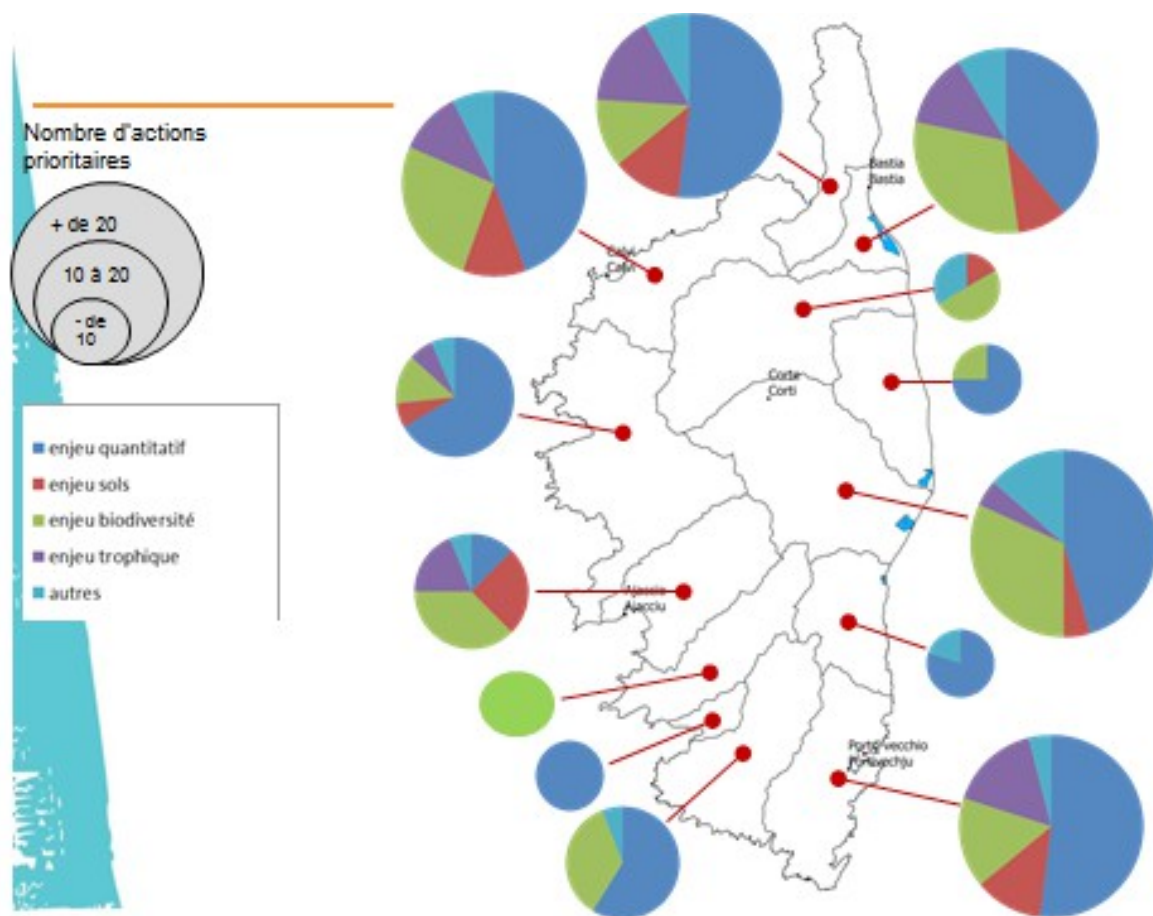 Nombre d'actions
prioritaires
+ de 20
10 à 20
- de
10
enjeu quantitatif
enjeu sols
enjeu biodiversité
enjeu trophique
autres
Bastia
Bastia
Calvi
Calvi
Corte
Corti
Ajaccio
Ajacciu
Porto-vecchio
Portivechju